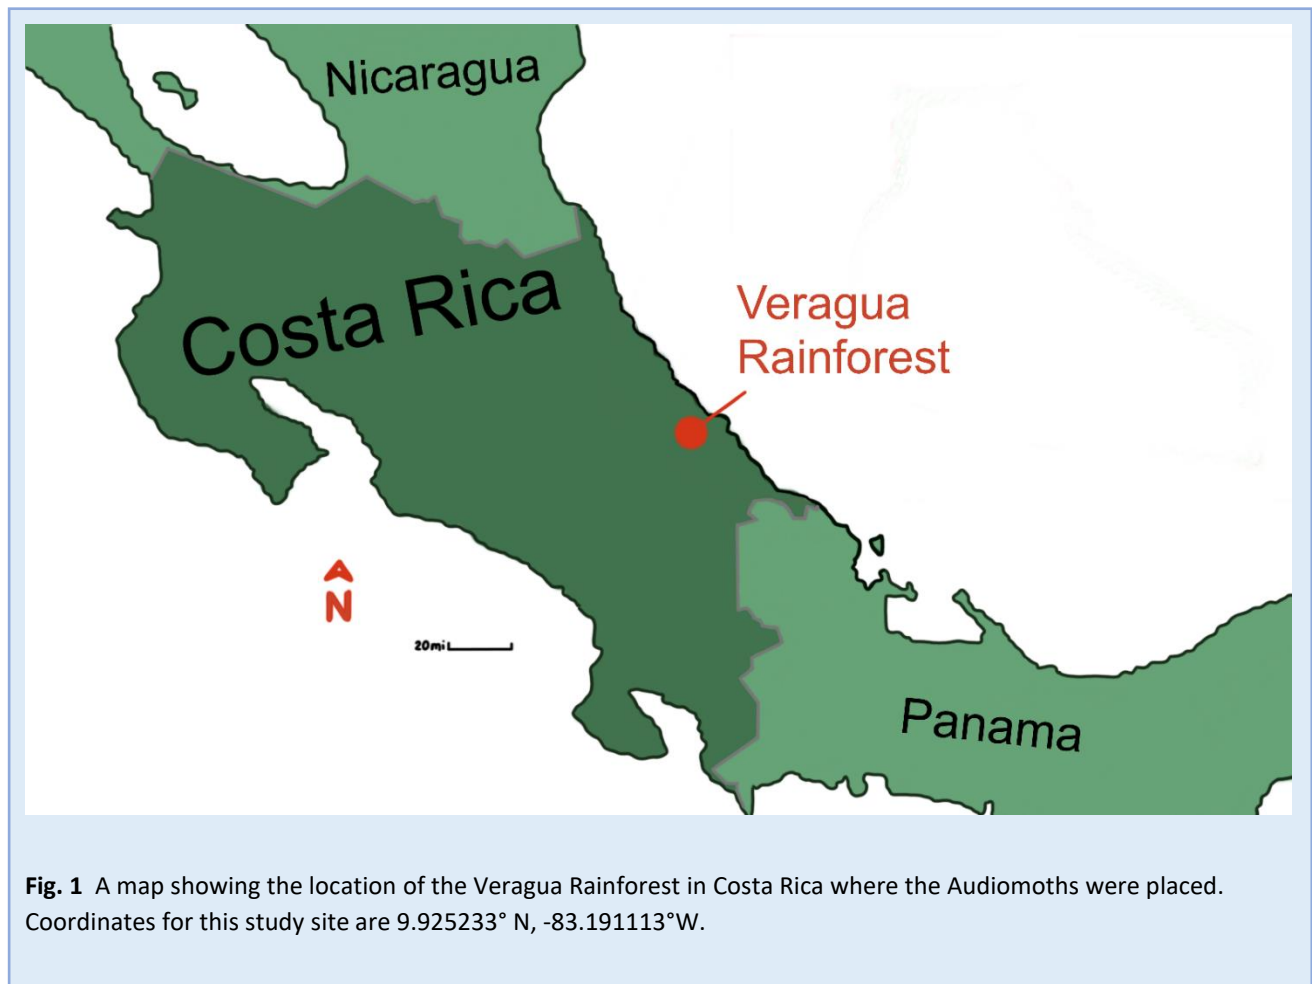 Nicaragua
Costa Rica
Veragua
Rainforest
N
20mi
Panama
Fig. 1 A map showing the location of the Veragua Rainforest in Costa Rica where the Audiomoths were placed.
Coordinates for this study site are 9.925233° N, -83.191113°W.